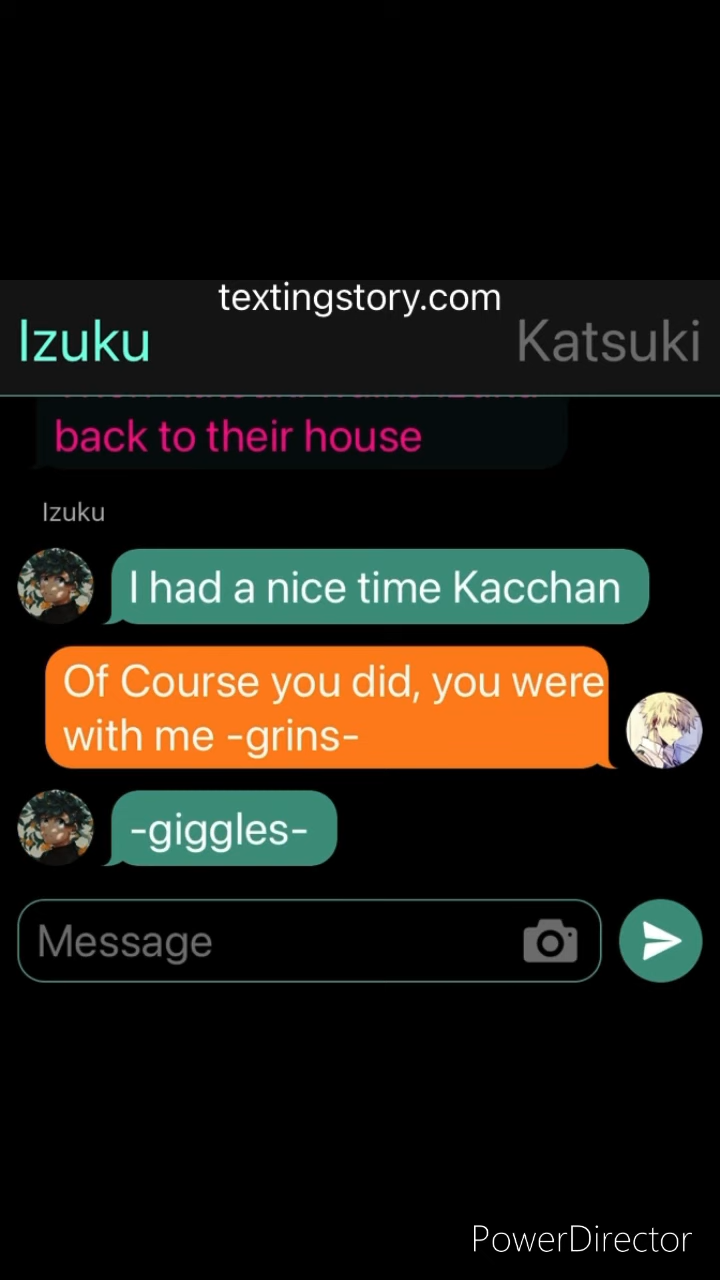 textingstory.com
Izuku
Katsuki
back to their house
Izuku
I had a nice time Kacchan
Of Course you did, you were
with me -grins-
-giggles-
Message
PowerDirector